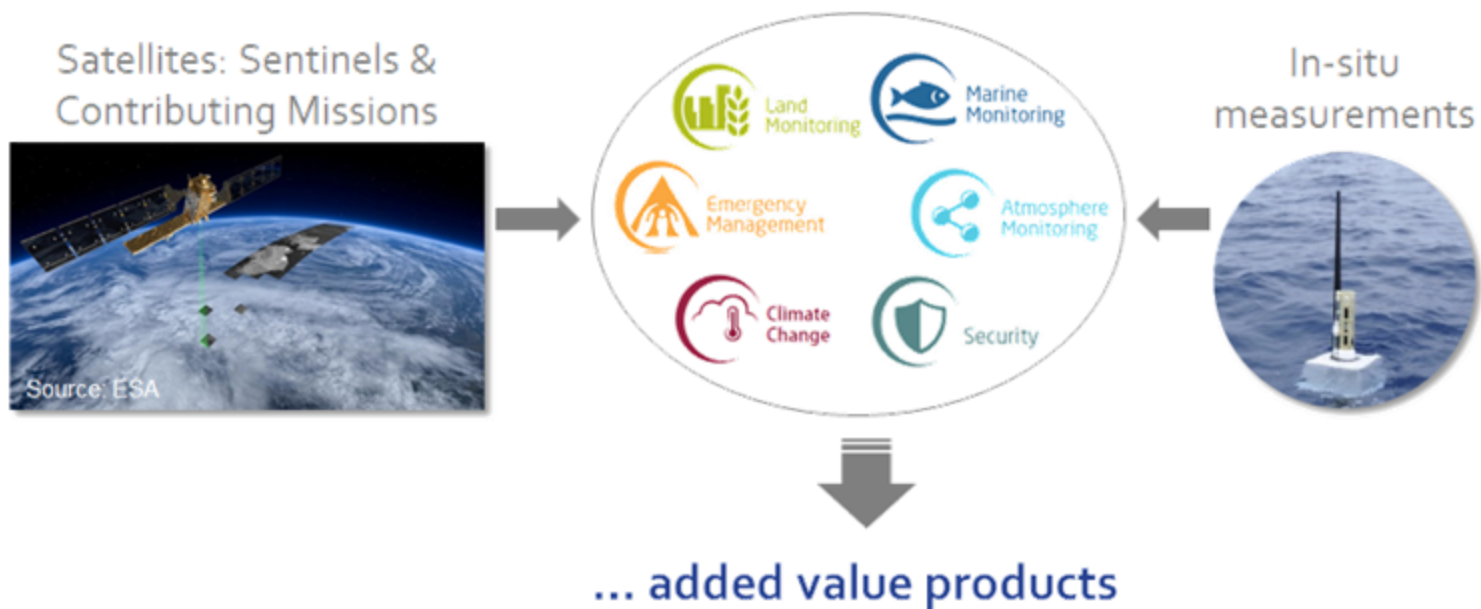 Satellites: Sentinels &
Contributing Missions
Source: ESA
Land
Monitoring
Marine
Monitoring
Emergency
Management
Atmosphere
Monitoring
Climate
Change
Security
In-situ
measurements
... added value products